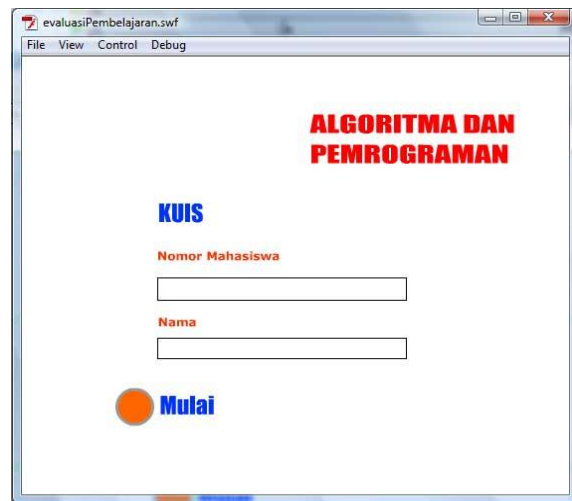 evaluasiPembelajaran.swf
File View Control Debug
ALGORITMA DAN
PEMROGRAMAN
KUIS
Nomor Mahasiswa
Nama
Mulai